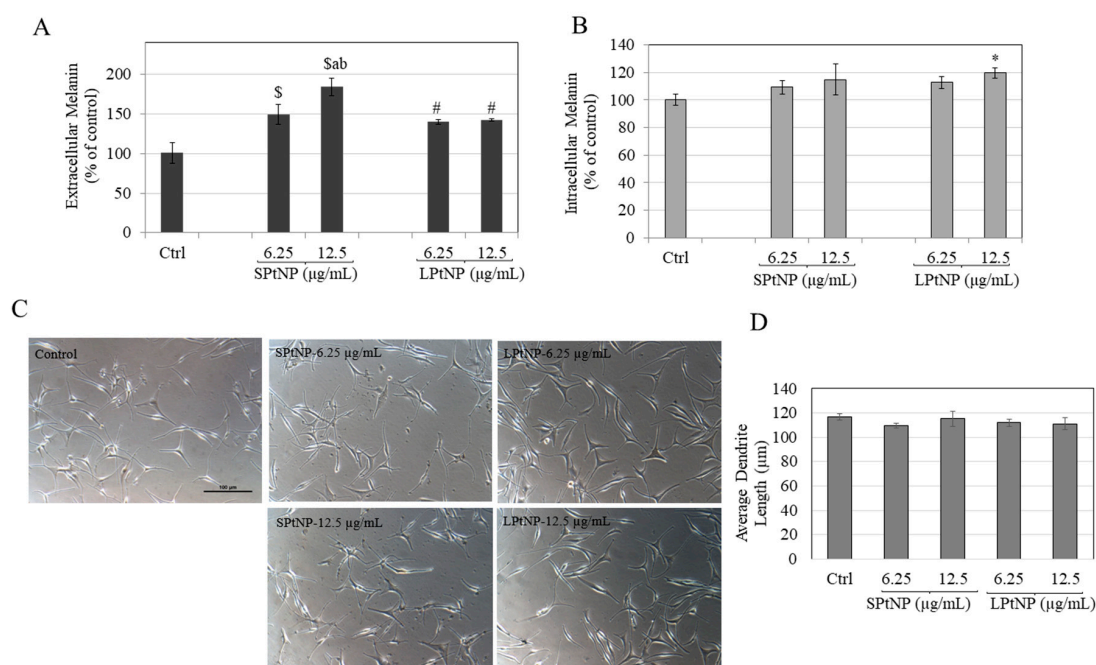 A
Extracellular Melanin
(% of control)
200
150
100
50
0
$
$ab
#
#
Ctrl
6.25
12.5
6.25
12.5
SPtNP (µg/mL)
LPtNP (µg/mL)
B
Intracellular Melanin
(% of control)
140
120
100
80
60
40
20
0
*
Ctrl
6.25
12.5
6.25
12.5
SPtNP (µg/mL)
LPtNP (µg/mL)
C
Control
100 µm
SPtNP-6.25 µg/mL
LPtNP-6.25 µg/mL
SPtNP-12.5 µg/mL
LPtNP-12.5 µg/mL
D
Average Dendrite
Length (µm)
140
120
100
80
60
40
20
0
Ctrl
6.25
12.5
6.25
12.5
SPtNP (µg/mL)
LPtNP (µg/mL)